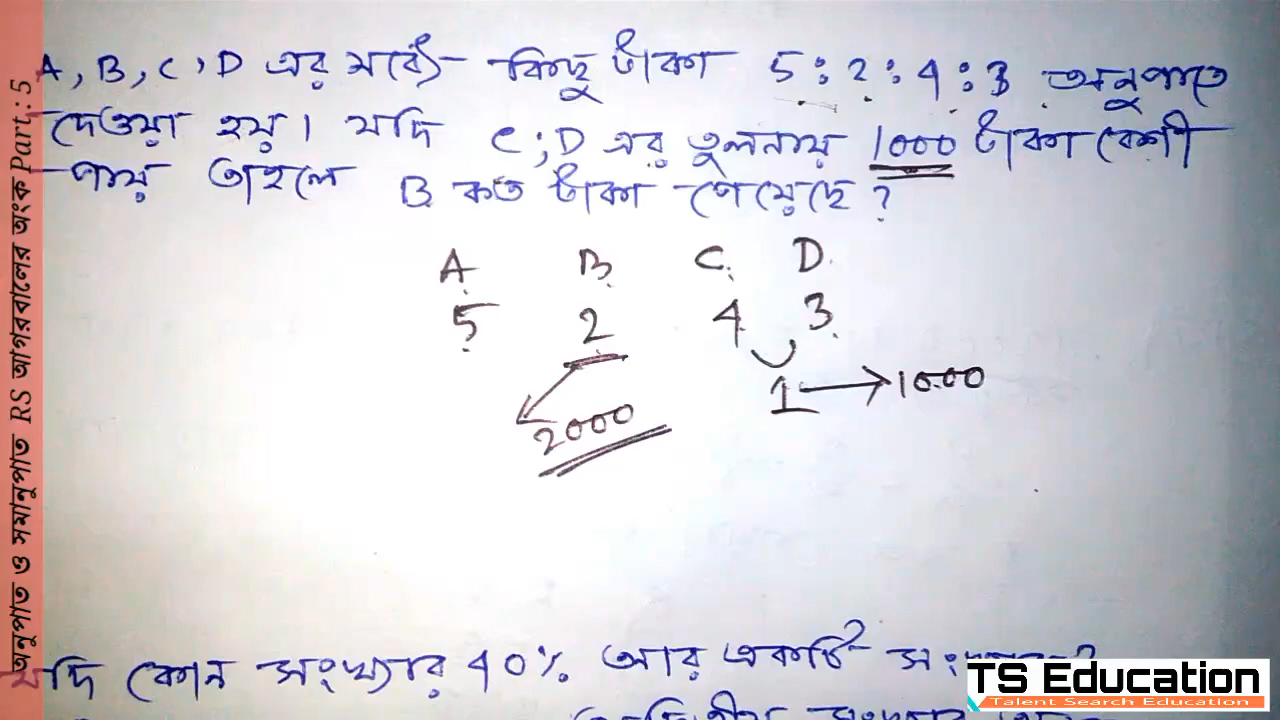 অনুপাত ও সমানুপাত RS আগরবালের অংক Part:5
A, B, C, D এর মধ্যে কিছু টাকা 5:2:4:3 অনুপাতে
দেওয়া হয়। যদি C, D এর তুলনায় 1000 টাকা বেশী
পায় তাহলে B কত টাকা পেয়েছে?
A B C D
5 2 4 3
1 → 1000
2000
যদি কোন সংখ্যার 40% আর একটি
TS Education
Talent Search Education